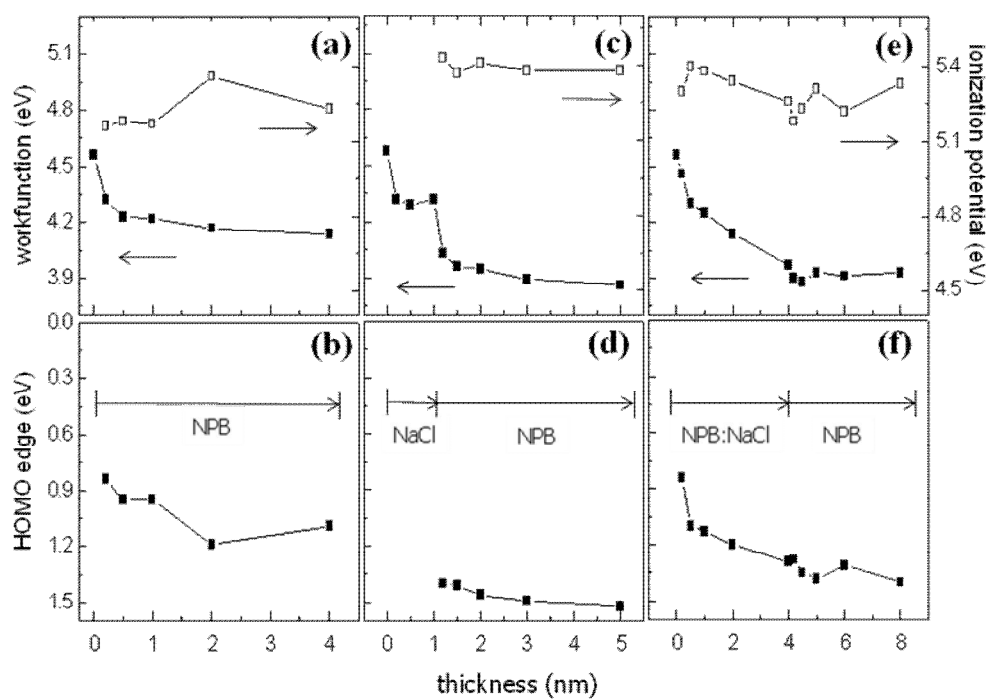 (a)
(c)
(e)
workfunction (eV)
5.1
4.8
4.5
4.2
3.9
5.4
5.1
4.8
4.5
ionization potential
(eV)
(b)
(d)
(f)
HOMO edge (eV)
0.0
0.3
0.6
0.9
1.2
1.5
NPB
NaCl
NPB
NPB:NaCl
NPB
0 1 2 3 4
0 1 2 3 4 5
0 2 4 6 8
thickness (nm)